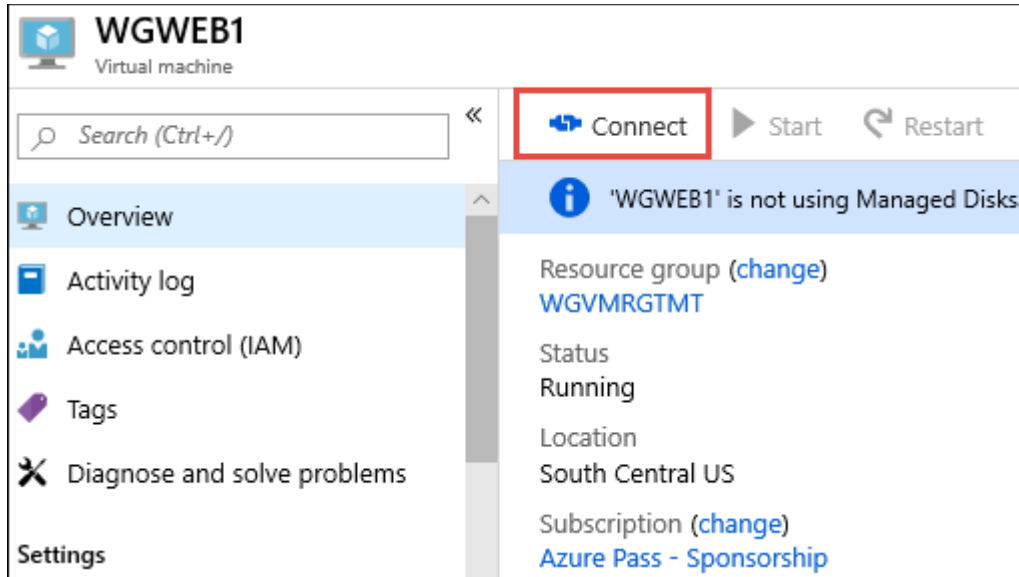 WGWEB1
Virtual machine
Search (Ctrl+/)
«
Overview
Activity log
Access control (IAM)
Tags
Diagnose and solve problems
Settings
Connect
Start
Restart
'WGWEB1' is not using Managed Disks.
Resource group (change)
WGVMRGTMT
Status
Running
Location
South Central US
Subscription (change)
Azure Pass - Sponsorship